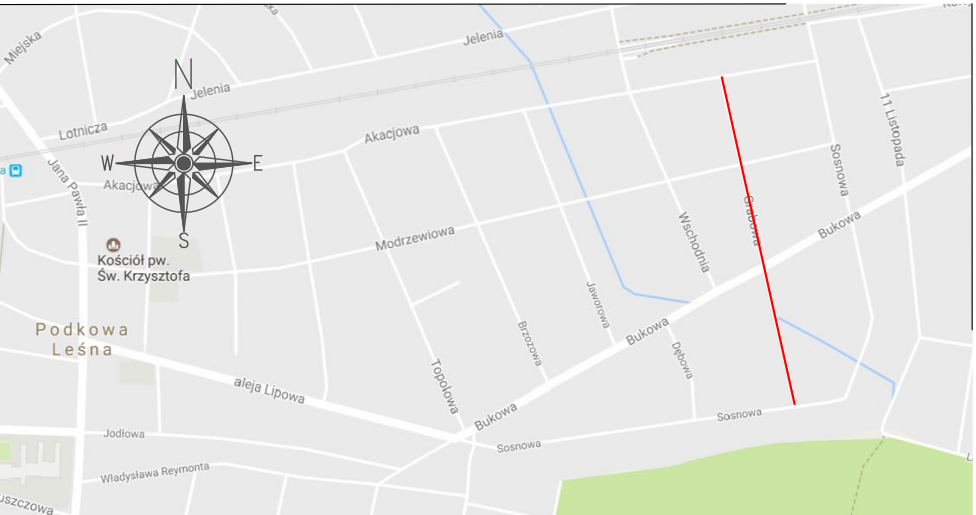 Miejska
Jelenia
Jelenia
Lotnicza
N
Akacjowa
11 Listopada
W
E
Jana Pawła II
Akacjowa
Sosnowa
Grabowa
Wschodnia
Bukowa
Modrzewiowa
S
Kościół pw.
Św. Krzysztofa
Jaworowa
Podkowa
Leśna
Brzozowa
Bukowa
Dębowa
Topolowa
aleja Lipowa
Bukowa
Sosnowa
Jodłowa
Sosnowa
Władysława Reymonta